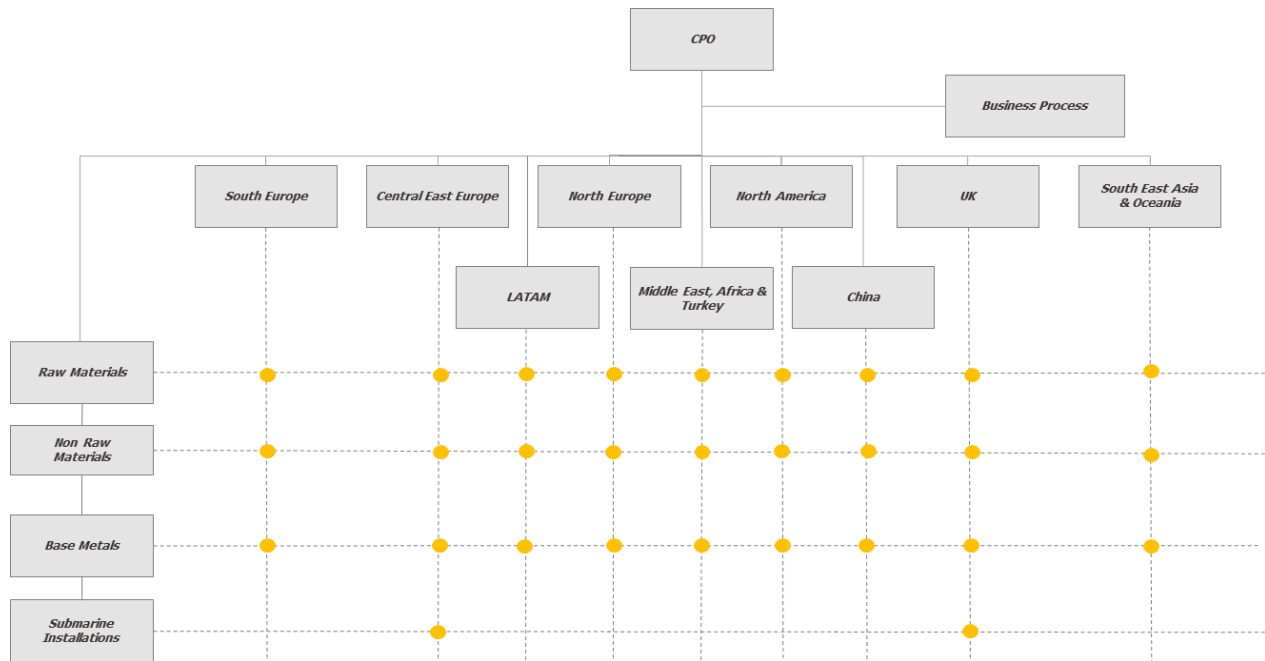 CPO
Business Process
South Europe
Central East Europe
North Europe
North America
UK
South East Asia
& Oceania
LATAM
Middle East, Africa &
Turkey
China
Raw Materials
Non Raw
Materials
Base Metals
Submarine
Installations